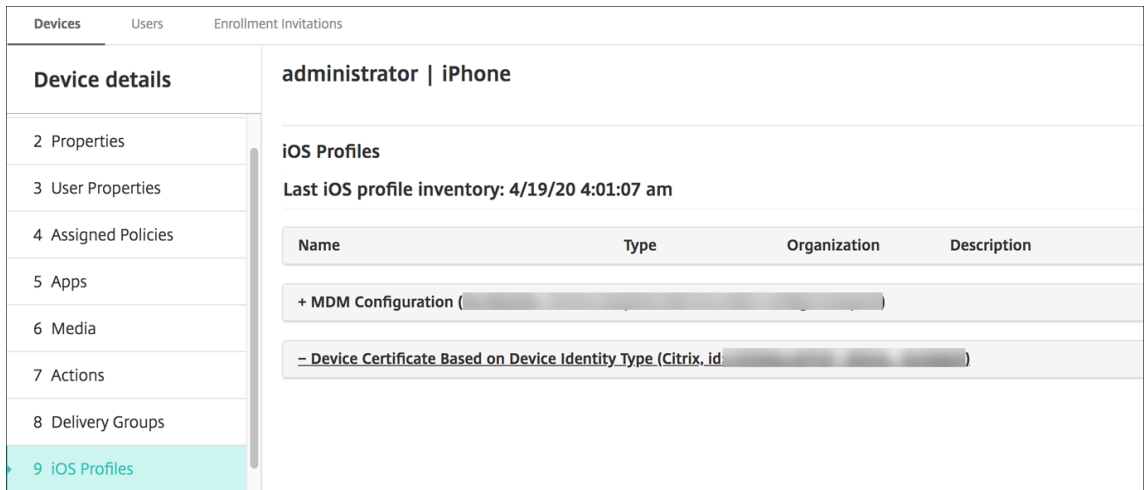 Devices Users Enrollment Invitations
Device details
2 Properties
3 User Properties
4 Assigned Policies
5 Apps
6 Media
7 Actions
8 Delivery Groups
9 iOS Profiles
administrator | iPhone
iOS Profiles
Last iOS profile inventory: 4/19/20 4:01:07 am
Name Type Organization Description
+ MDM Configuration ( )
– Device Certificate Based on Device Identity Type (Citrix, id: )